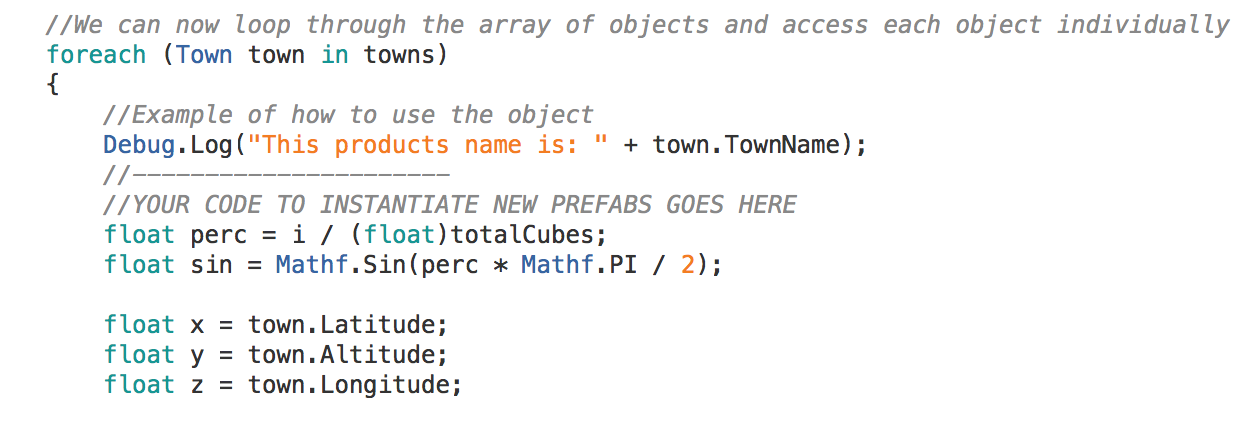 //We can now loop through the array of objects and access each object individually
foreach (Town town in towns)
{
    //Example of how to use the object
    Debug.Log("This products name is: " + town.TownName);
    //----------------------
    //YOUR CODE TO INSTANTIATE NEW PREFABS GOES HERE
    float perc = i / (float)totalCubes;
    float sin = Mathf.Sin(perc * Mathf.PI / 2);
    float x = town.Latitude;
    float y = town.Altitude;
    float z = town.Longitude;